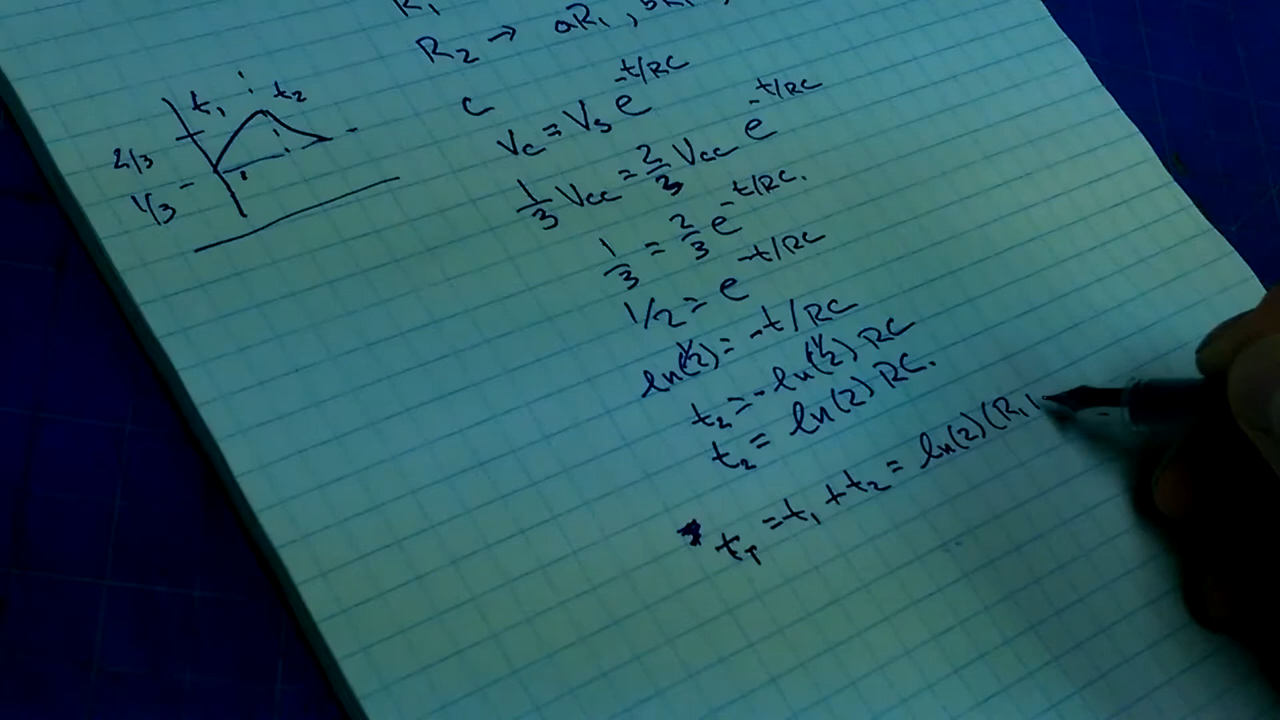 R₁
R₂ → aR₁,
C
t₁ t₂
2/3
1/3
Vc = Vs e^-t/RC
1/3 Vcc = 2/3 Vcc e^-t/RC
1/3 = 2/3 e^-t/RC.
1/2 = e^-t/RC
ln(1/2) = -t/RC
t₂ = -ln(1/2) RC
t₂ = ln(2) RC.
t_T = t₁ + t₂ = ln(2)(R₁